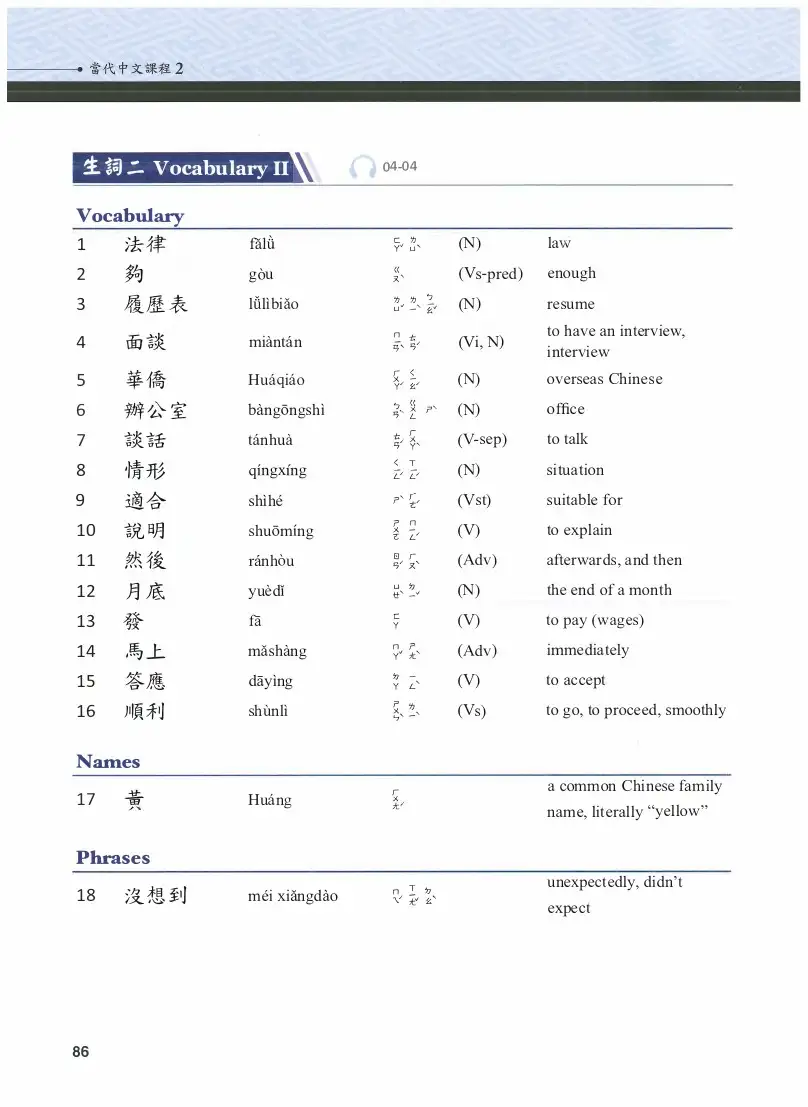 當代中文課程 2
生詞二 Vocabulary II 04-04
Vocabulary
1 法律 fǎlǜ ㄈㄚˇ ㄌㄩˋ (N) law
2 夠 gòu ㄍㄡˋ (Vs-pred) enough
3 履歷表 lǚlìbiǎo ㄌㄩˇ ㄌㄧˋ ㄅㄧㄠˇ (N) resume
4 面談 miàntán ㄇㄧㄢˋ ㄊㄢˊ (Vi, N) to have an interview,
interview
5 華僑 Huáqiáo ㄏㄨㄚˊ ㄑㄧㄠˊ (N) overseas Chinese
6 辦公室 bàngōngshì ㄅㄢˋ ㄍㄨㄥ ㄕˋ (N) office
7 談話 tánhuà ㄊㄢˊ ㄏㄨㄚˋ (V-sep) to talk
8 情形 qíngxíng ㄑㄧㄥˊ ㄒㄧㄥˊ (N) situation
9 適合 shìhé ㄕˋ ㄏㄜˊ (Vst) suitable for
10 說明 shuōmíng ㄕㄨㄛ ㄇㄧㄥˊ (V) to explain
11 然後 ránhòu ㄖㄢˊ ㄏㄡˋ (Adv) afterwards, and then
12 月底 yuèdǐ ㄩㄝˋ ㄉㄧˇ (N) the end of a month
13 發 fā ㄈㄚ (V) to pay (wages)
14 馬上 mǎshàng ㄇㄚˇ ㄕㄤˋ (Adv) immediately
15 答應 dāyìng ㄉㄚ ㄧㄥˋ (V) to accept
16 順利 shùnlì ㄕㄨㄣˋ ㄌㄧˋ (Vs) to go, to proceed, smoothly
Names
17 黃 Huáng ㄏㄨㄤˊ a common Chinese family
name, literally “yellow”
Phrases
18 沒想到 méi xiǎngdào ㄇㄟˊ ㄒㄧㄤˇ ㄉㄠˋ unexpectedly, didn’t
expect
86